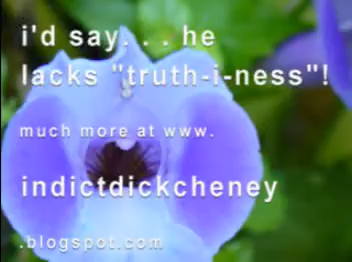 i'd say. . . he
lacks "truth-i-ness"!
much more at www.
indictdickcheney
.blogspot.com